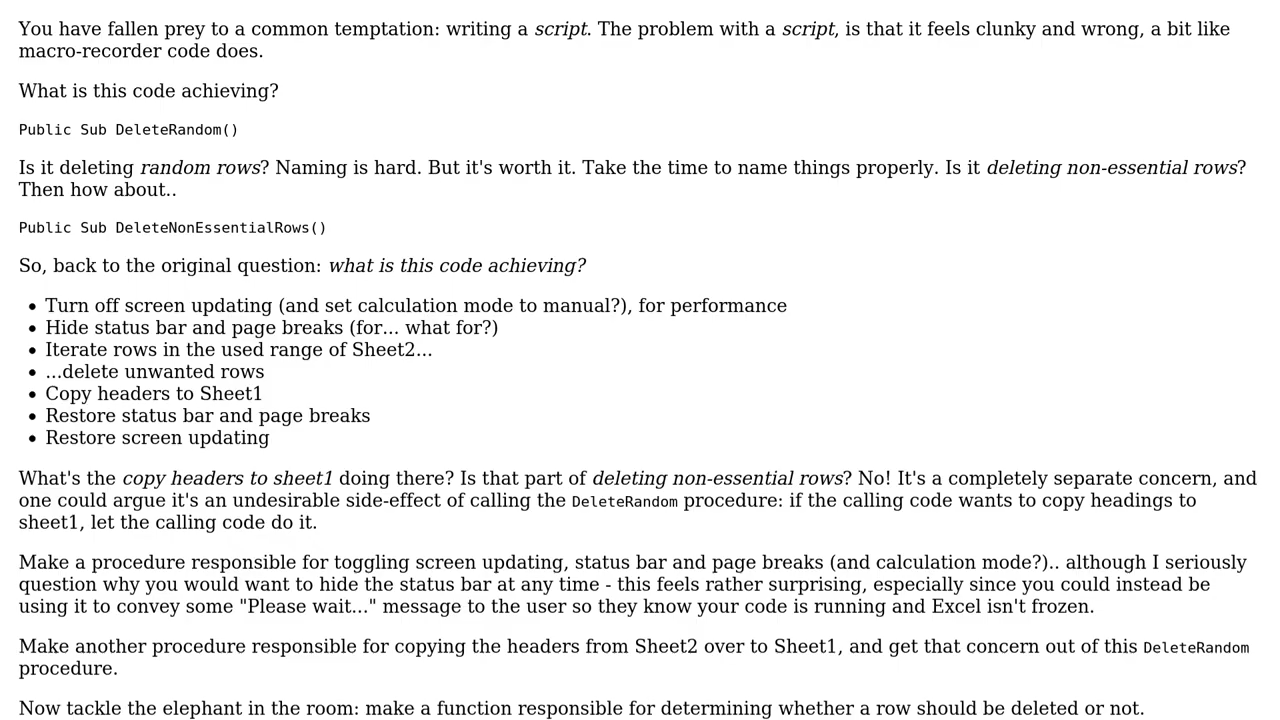 You have fallen prey to a common temptation: writing a script. The problem with a script, is that it feels clunky and wrong, a bit like
macro-recorder code does.
What is this code achieving?
Public Sub DeleteRandom()
Is it deleting random rows? Naming is hard. But it's worth it. Take the time to name things properly. Is it deleting non-essential rows?
Then how about..
Public Sub DeleteNonEssentialRows()
So, back to the original question: what is this code achieving?
• Turn off screen updating (and set calculation mode to manual?), for performance
• Hide status bar and page breaks (for... what for?)
• Iterate rows in the used range of Sheet2...
• ...delete unwanted rows
• Copy headers to Sheet1
• Restore status bar and page breaks
• Restore screen updating
What's the copy headers to sheet1 doing there? Is that part of deleting non-essential rows? No! It's a completely separate concern, and
one could argue it's an undesirable side-effect of calling the DeleteRandom procedure: if the calling code wants to copy headings to
sheet1, let the calling code do it.
Make a procedure responsible for toggling screen updating, status bar and page breaks (and calculation mode?).. although I seriously
question why you would want to hide the status bar at any time - this feels rather surprising, especially since you could instead be
using it to convey some "Please wait..." message to the user so they know your code is running and Excel isn't frozen.
Make another procedure responsible for copying the headers from Sheet2 over to Sheet1, and get that concern out of this DeleteRandom
procedure.
Now tackle the elephant in the room: make a function responsible for determining whether a row should be deleted or not.